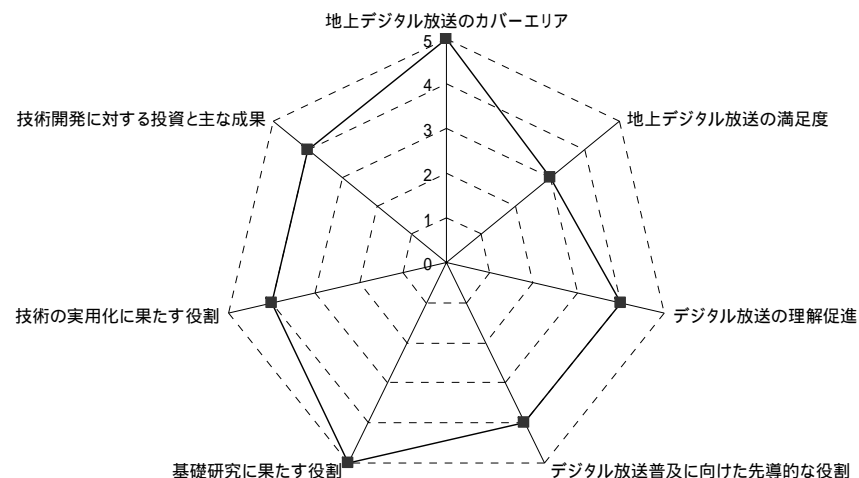 地上デジタル放送のカバーエリア
5
技術開発に対する投資と主な成果
地上デジタル放送の満足度
4
3
2
1
0
技術の実用化に果たす役割
デジタル放送の理解促進
基礎研究に果たす役割
デジタル放送普及に向けた先導的な役割